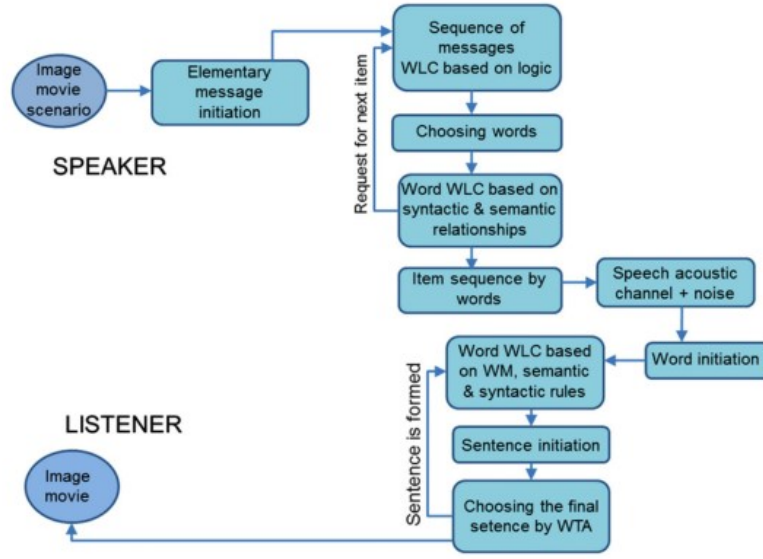 Image
movie
scenario
Elementary
message
initiation
Sequence of
messages
WLC based on logic
Request for next item
Choosing words
SPEAKER
Word WLC based on
syntactic & semantic
relationships
Item sequence by
words
Speech acoustic
channel + noise
Word initiation
Word WLC based
on WM, semantic
& syntactic rules
Sentence is formed
Sentence initiation
Choosing the final
setence by WTA
LISTENER
Image
movie